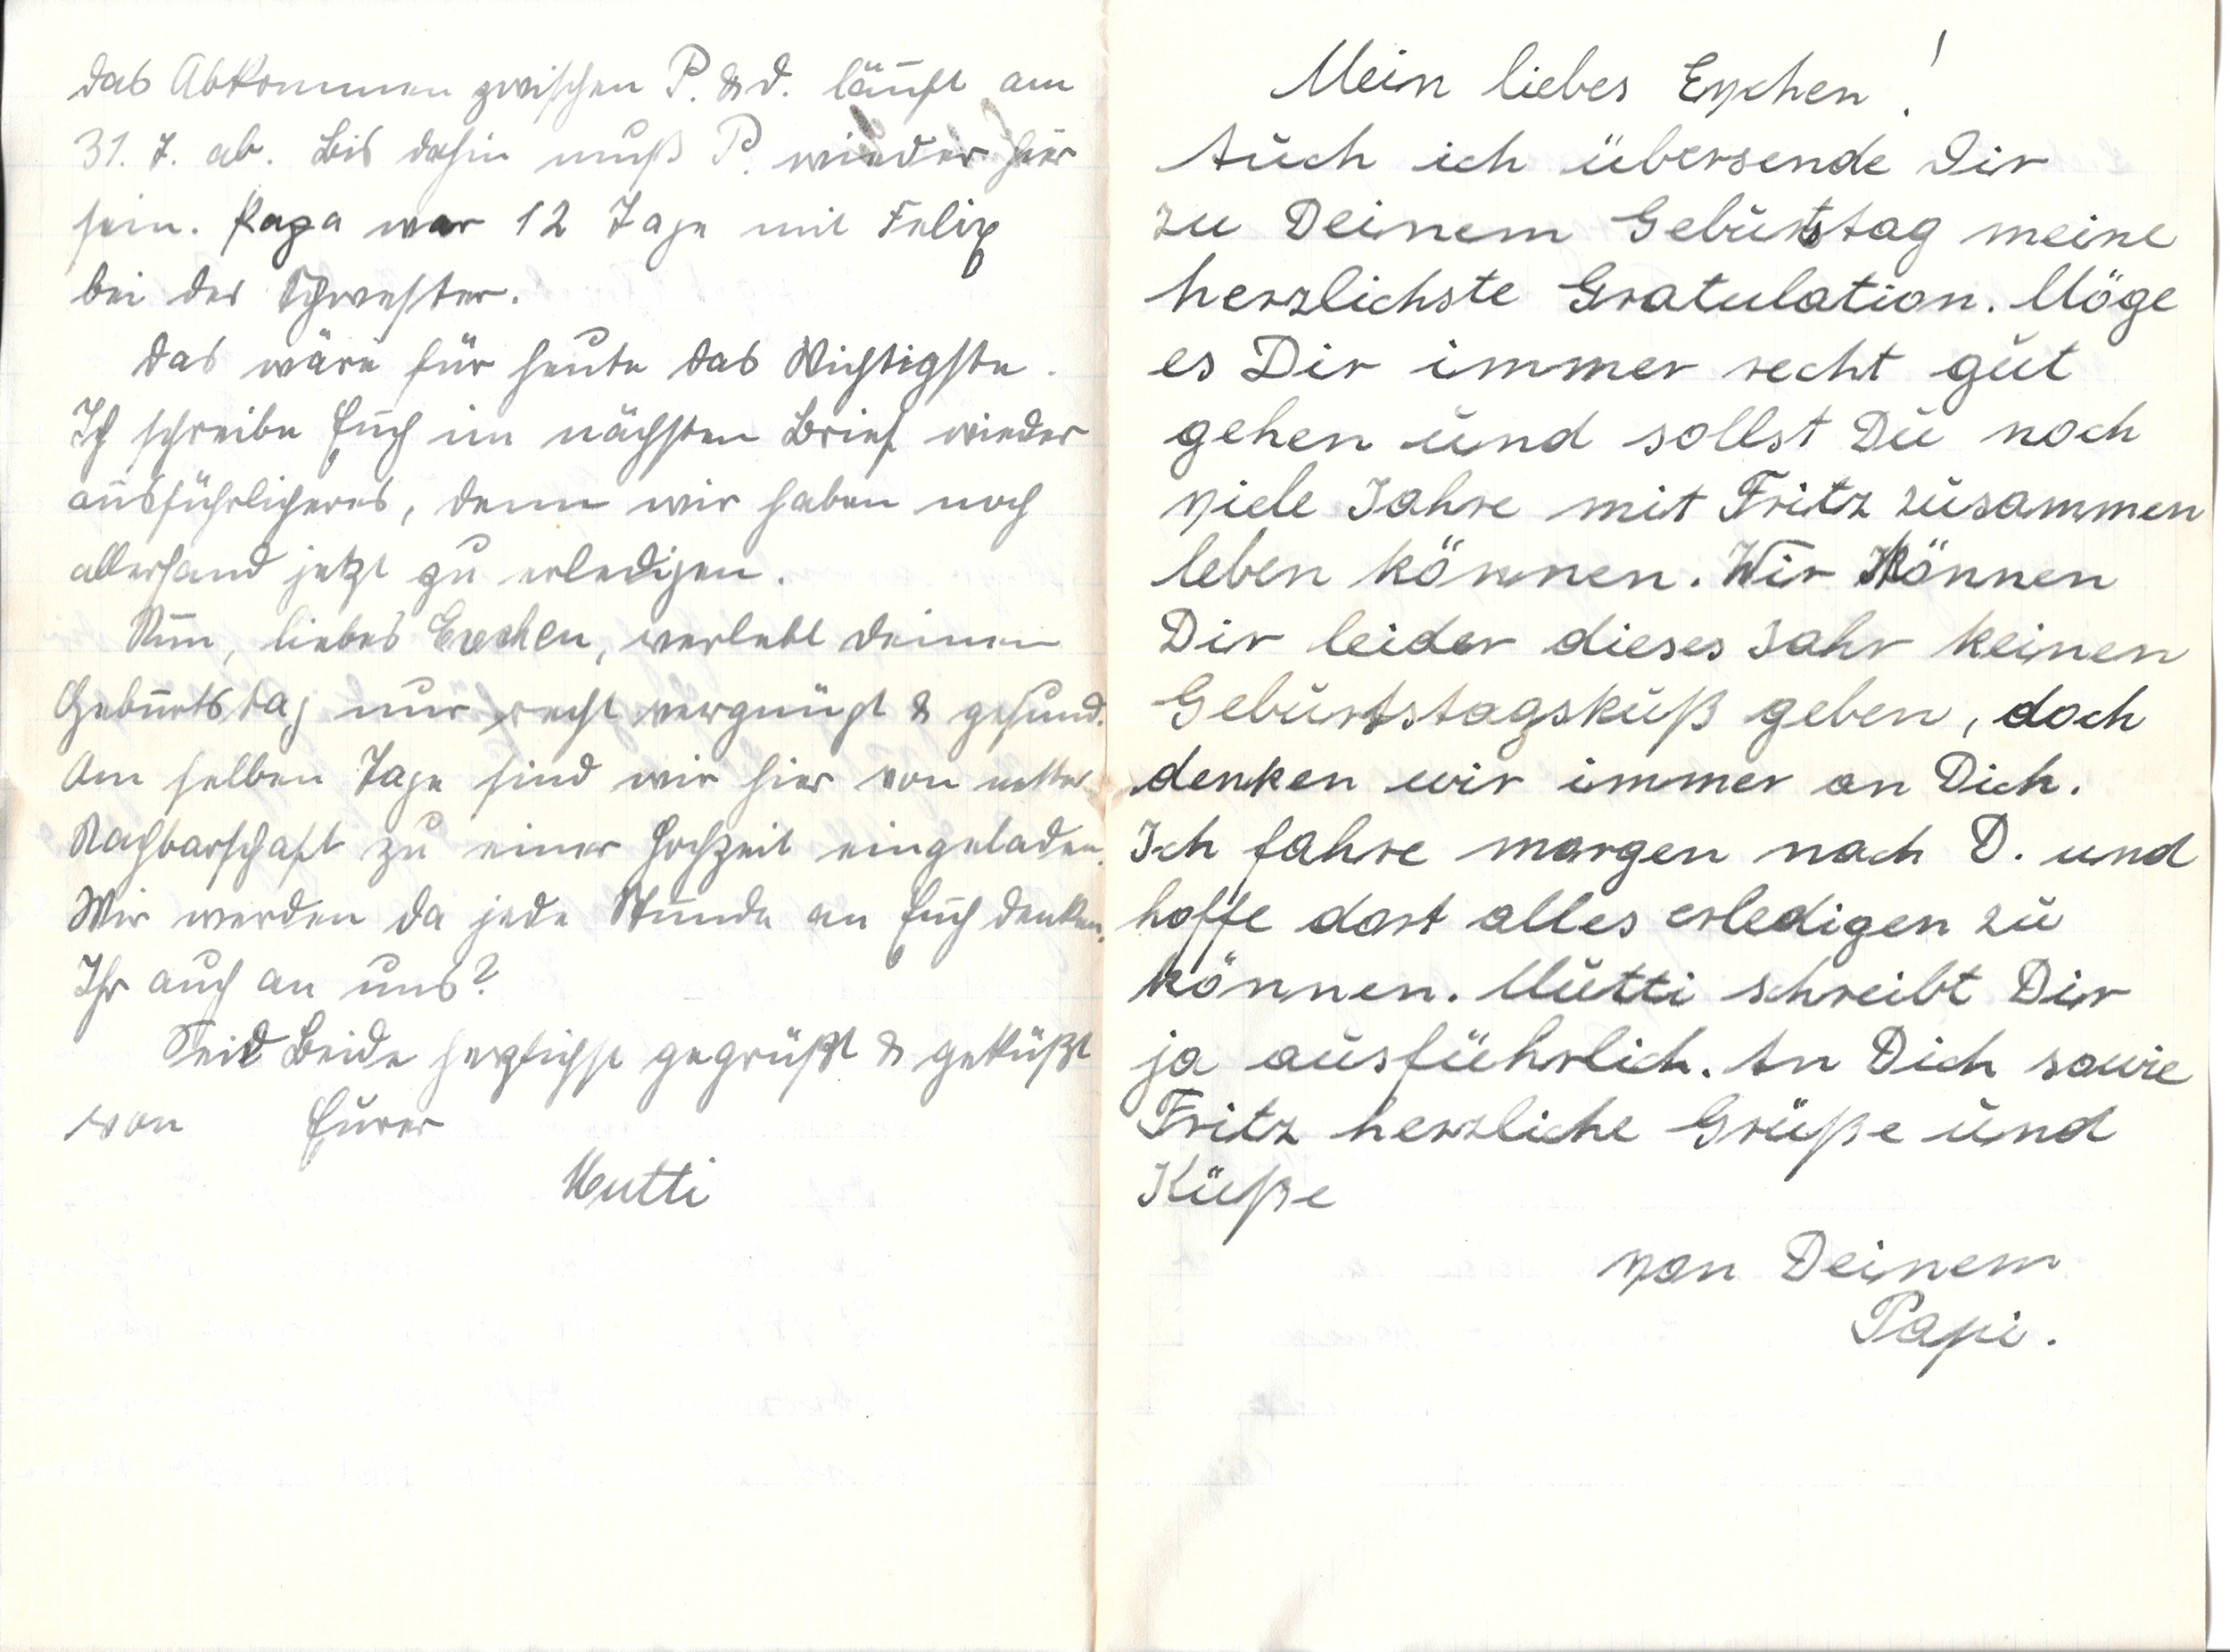 das Abkommen zwischen P. & D. läuft am
31. 7. ab. Bis dahin muß P. wieder hier
sein. Papa war 12 Tage mit Felix
bei der Schwester.
Das wäre für heute das Wichtigste.
Ich schreibe Euch im nächsten Brief wieder
ausführlicheres, denn wir haben noch
allerhand jetzt zu erledigen.
Nun, liebes Evchen, verlebt deinen
Geburtstag nur recht vergnügt & gesund.
Am selben Tage sind wir hier von netter
Nachbarschaft zu einer Hochzeit eingeladen.
Wir werden da jede Stunde an Euch denken.
Ihr auch an uns?
Seid Beide herzlichst gegrüßt & geküßt
von Eurer
Mutti
Mein liebes Evchen!
Auch ich übersende Dir
zu Deinem Geburtstag meine
herzlichste Gratulation. Möge
es Dir immer recht gut
gehen und sollst Du noch
viele Jahre mit Fritz zusammen
leben können. Wir können
Dir leider dieses Jahr keinen
Geburtstagskuß geben, doch
denken wir immer an Dich.
Ich fahre morgen nach D. und
hoffe dort alles erledigen zu
können. Mutti schreibt Dir
ja ausführlich. An Dich sowie
Fritz herzliche Grüße und
Küße
von Deinem
Papi.